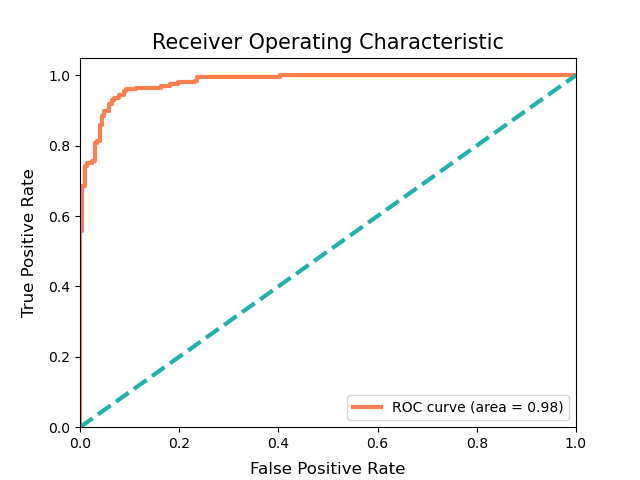 Receiver Operating Characteristic
True Positive Rate
1.0
0.8
0.6
0.4
0.2
0.0
ROC curve (area = 0.98)
0.0 0.2 0.4 0.6 0.8 1.0
False Positive Rate